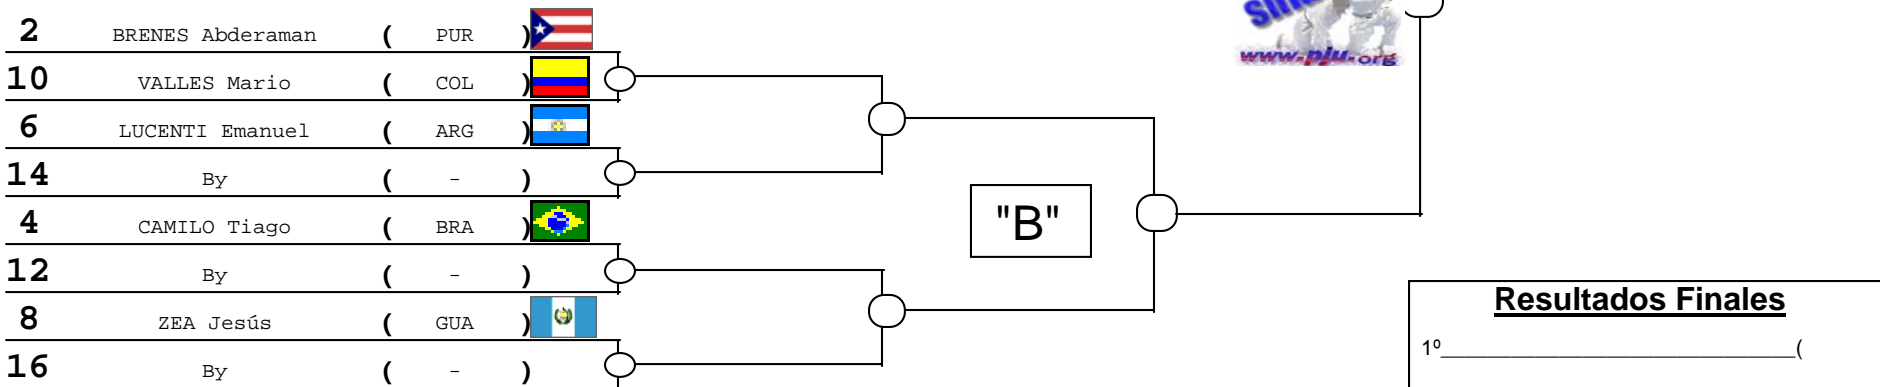 2 BRENES Abderaman ( PUR )
www.pju.org
10 VALLES Mario ( COL )
6 LUCENTI Emanuel ( ARG )
14 By ( - )
4 CAMILO Tiago ( BRA )
"B"
12 By ( - )
8 ZEA Jesús ( GUA )
Resultados Finales
1º________________________________(
16 By ( - )